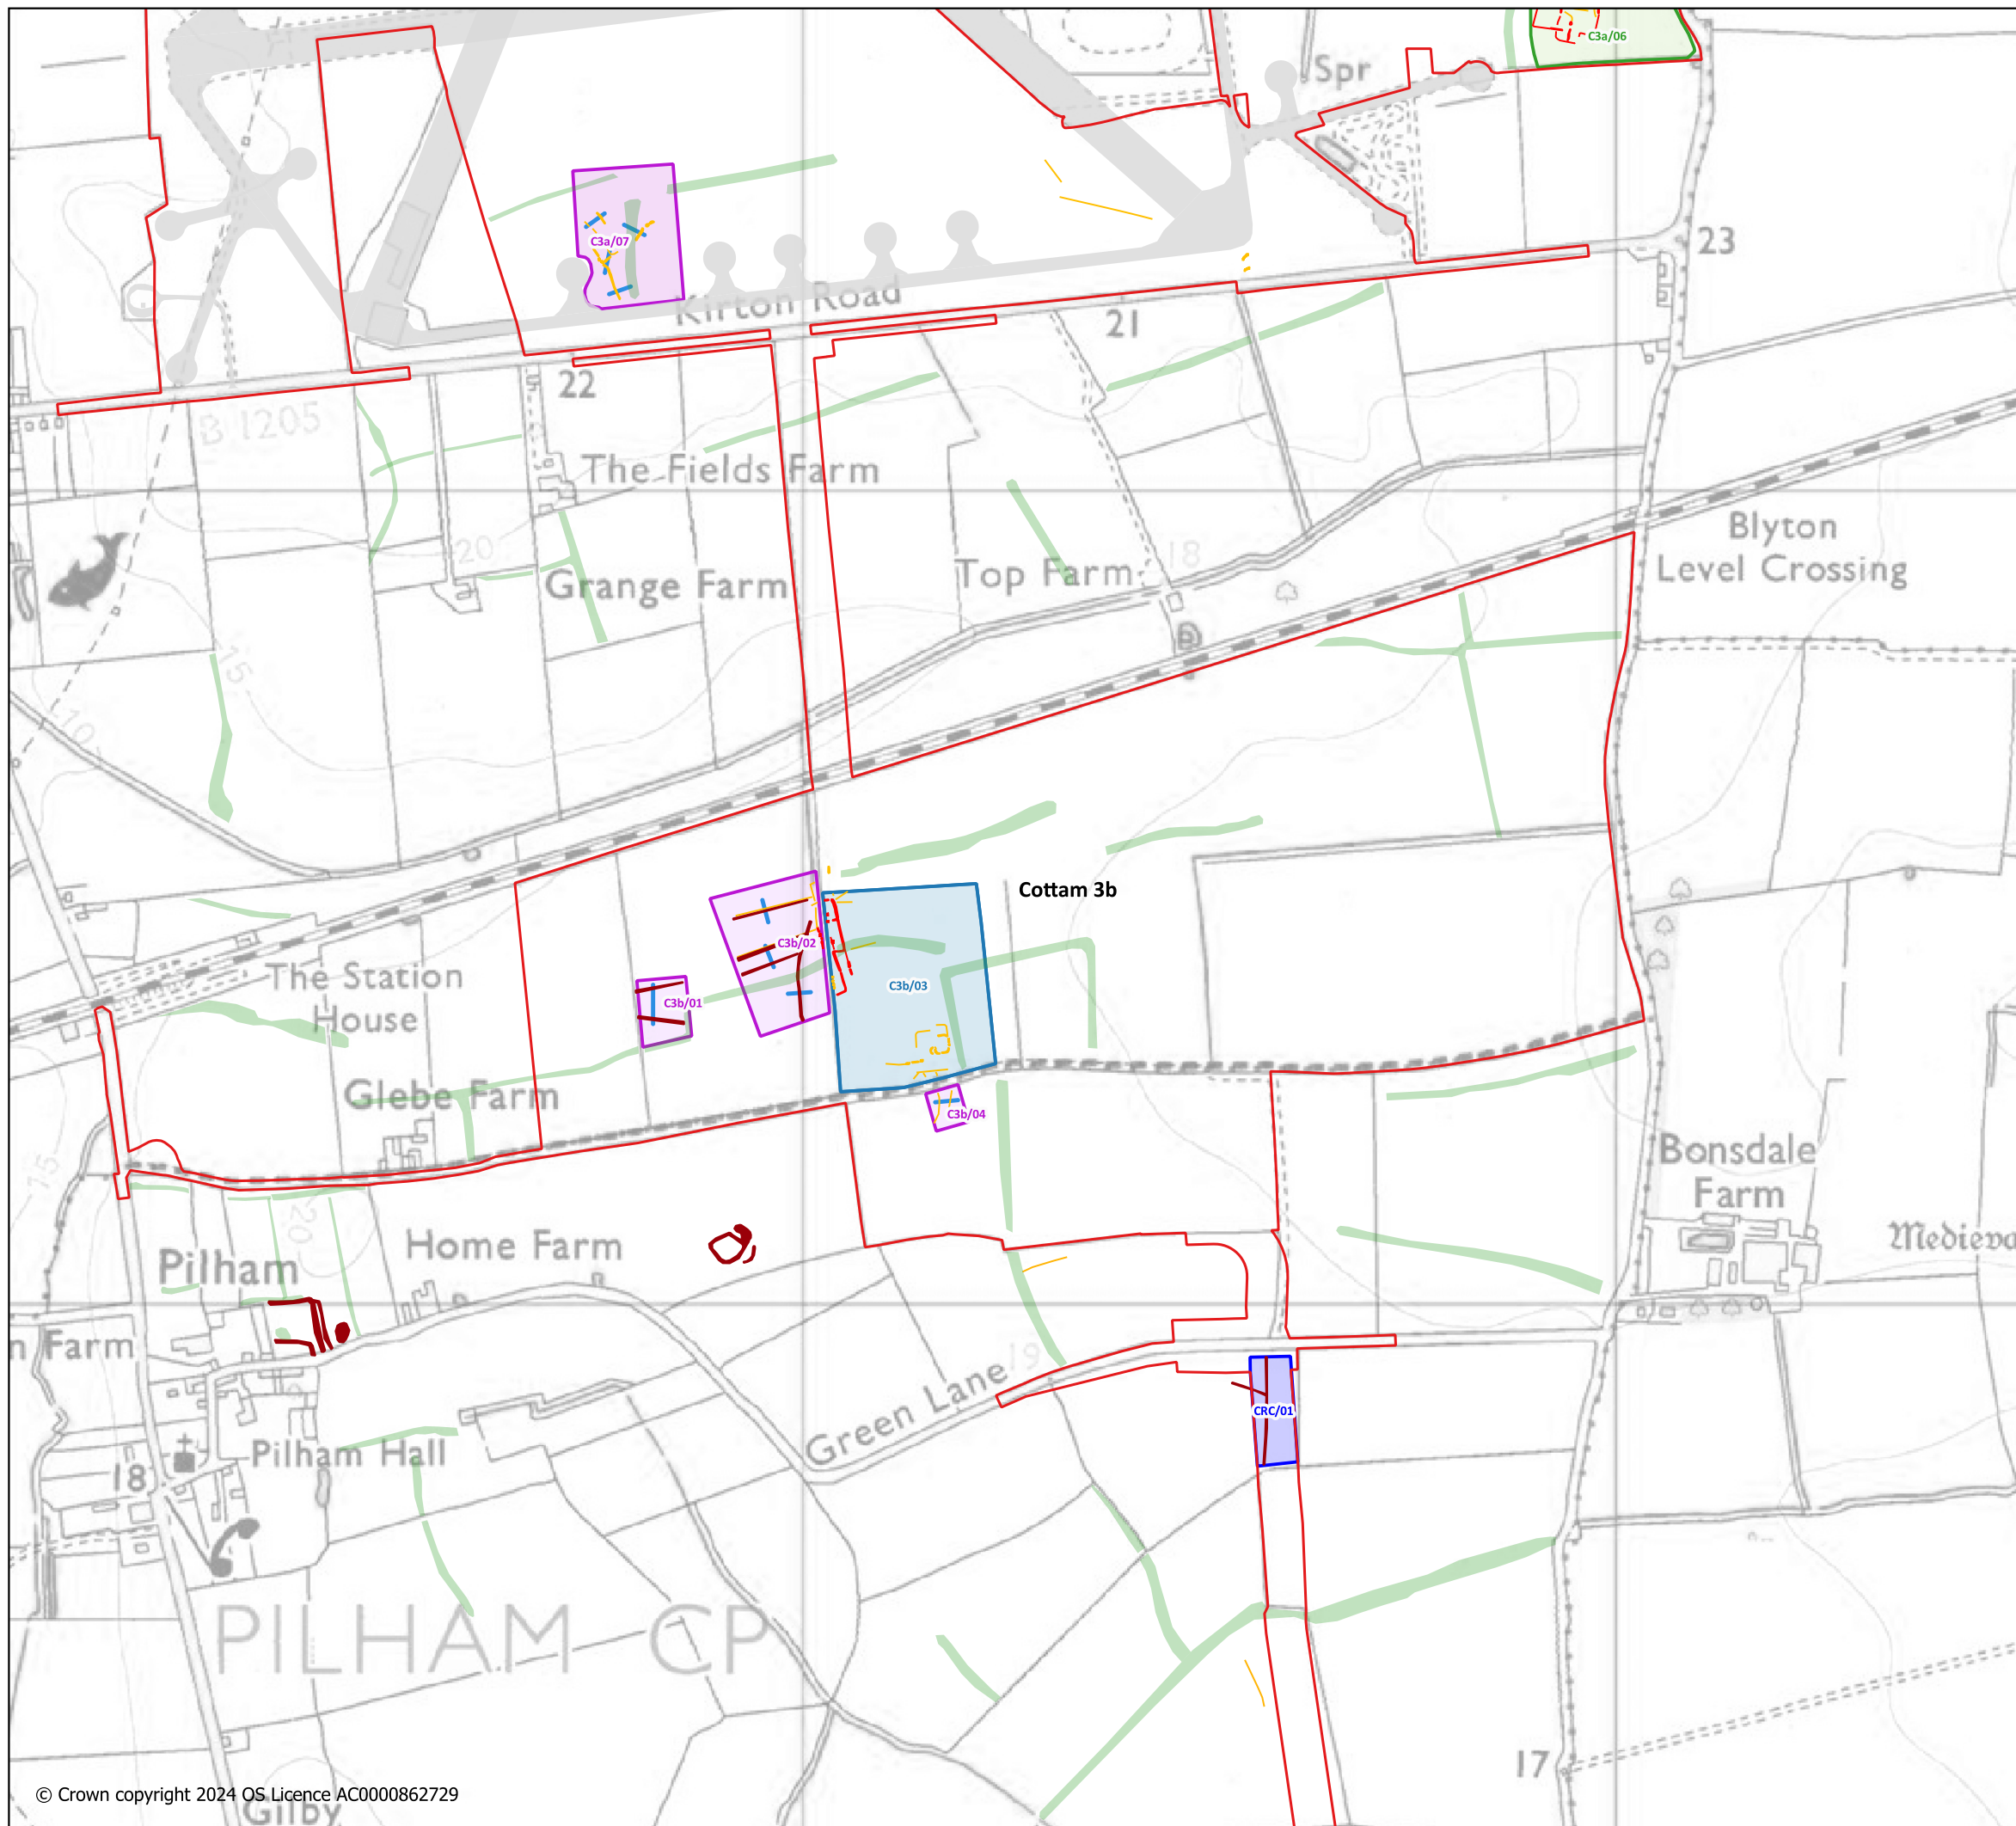 C3a/06
Spr
23
C3a/07
Kirton Road
21
22
B 1205
The Fields Farm
Blyton
Level Crossing
20
18
Grange Farm
Top Farm
15
10
Cottam 3b
C3b/02
The Station
House
C3b/03
C3b/01
Glebe Farm
C3b/04
15
Bonsdale
Farm
20
Home Farm
Pilham
n Farm
Green Lane
19
CRC/01
Pilham Hall
18
PILHAM CP
17
© Crown copyright 2024 OS Licence AC0000862729
Gilby